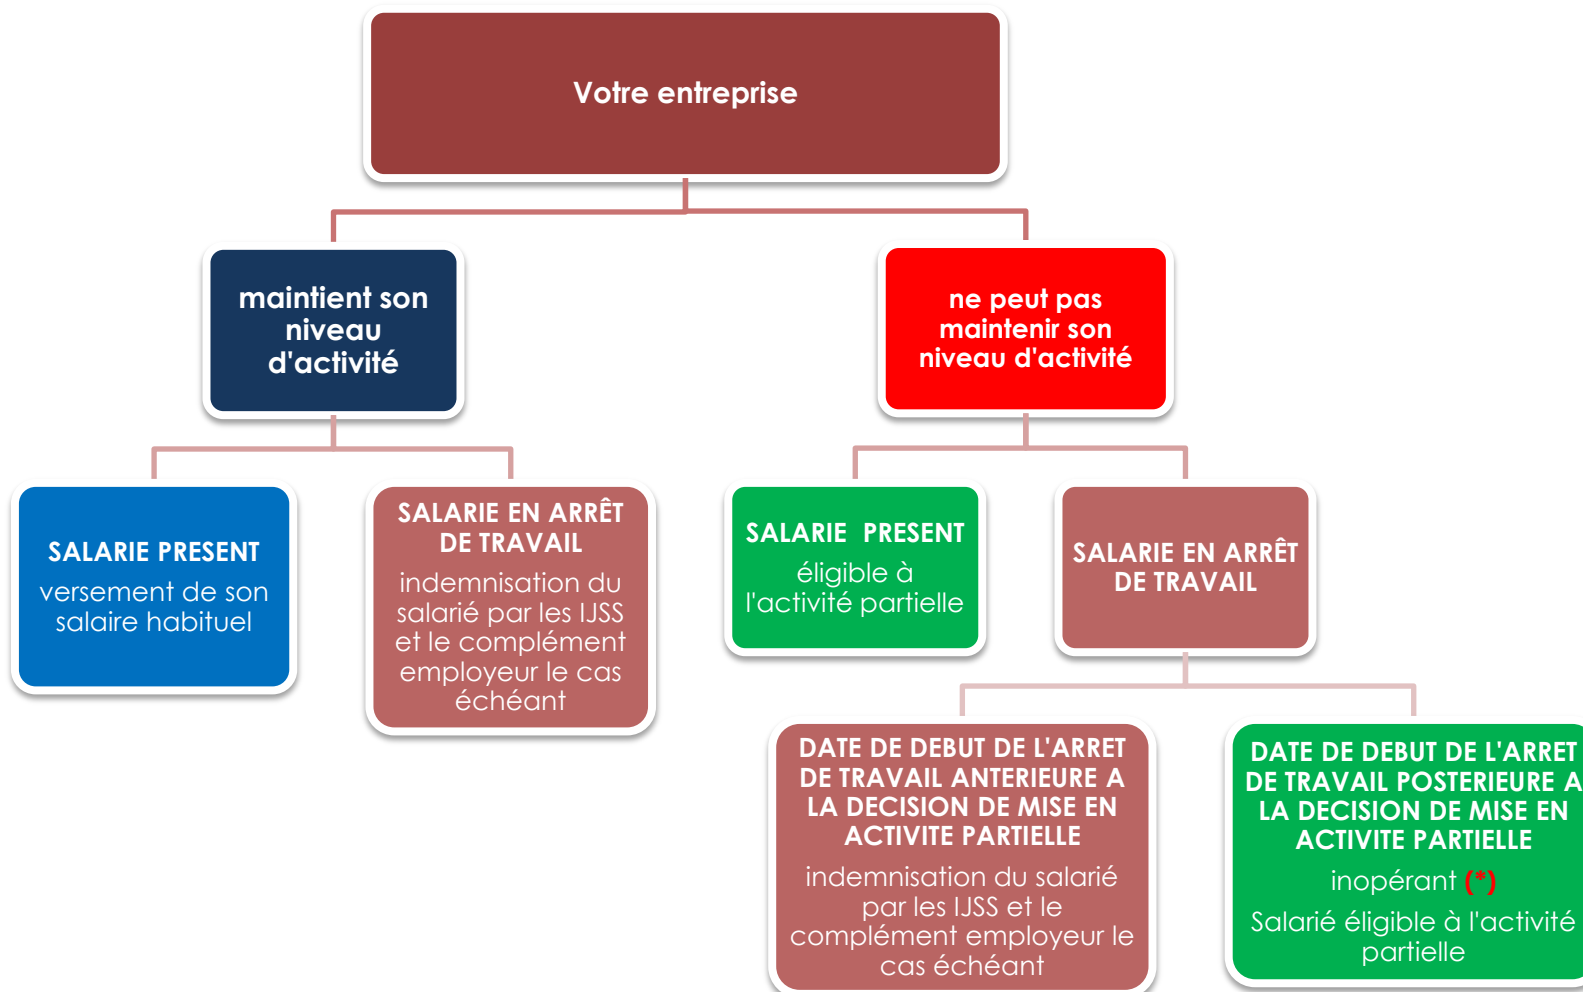 Votre entreprise
maintient son
niveau
d'activité
ne peut pas
maintenir son
niveau d'activité
SALARIE PRESENT
versement de son
salaire habituel
SALARIE EN ARRÊT
DE TRAVAIL
indemnisation du
salarié par les IJSS
et le complément
employeur le cas
échéant
SALARIE PRESENT
éligible à
l'activité partielle
SALARIE EN ARRÊT
DE TRAVAIL
DATE DE DEBUT DE L'ARRET
DE TRAVAIL ANTERIEURE A
LA DECISION DE MISE EN
ACTIVITE PARTIELLE
indemnisation du salarié
par les IJSS et le
complément employeur le
cas échéant
DATE DE DEBUT DE L'ARRET
DE TRAVAIL POSTERIEURE A
LA DECISION DE MISE EN
ACTIVITE PARTIELLE
inopérant (*)
Salarié éligible à l'activité
partielle